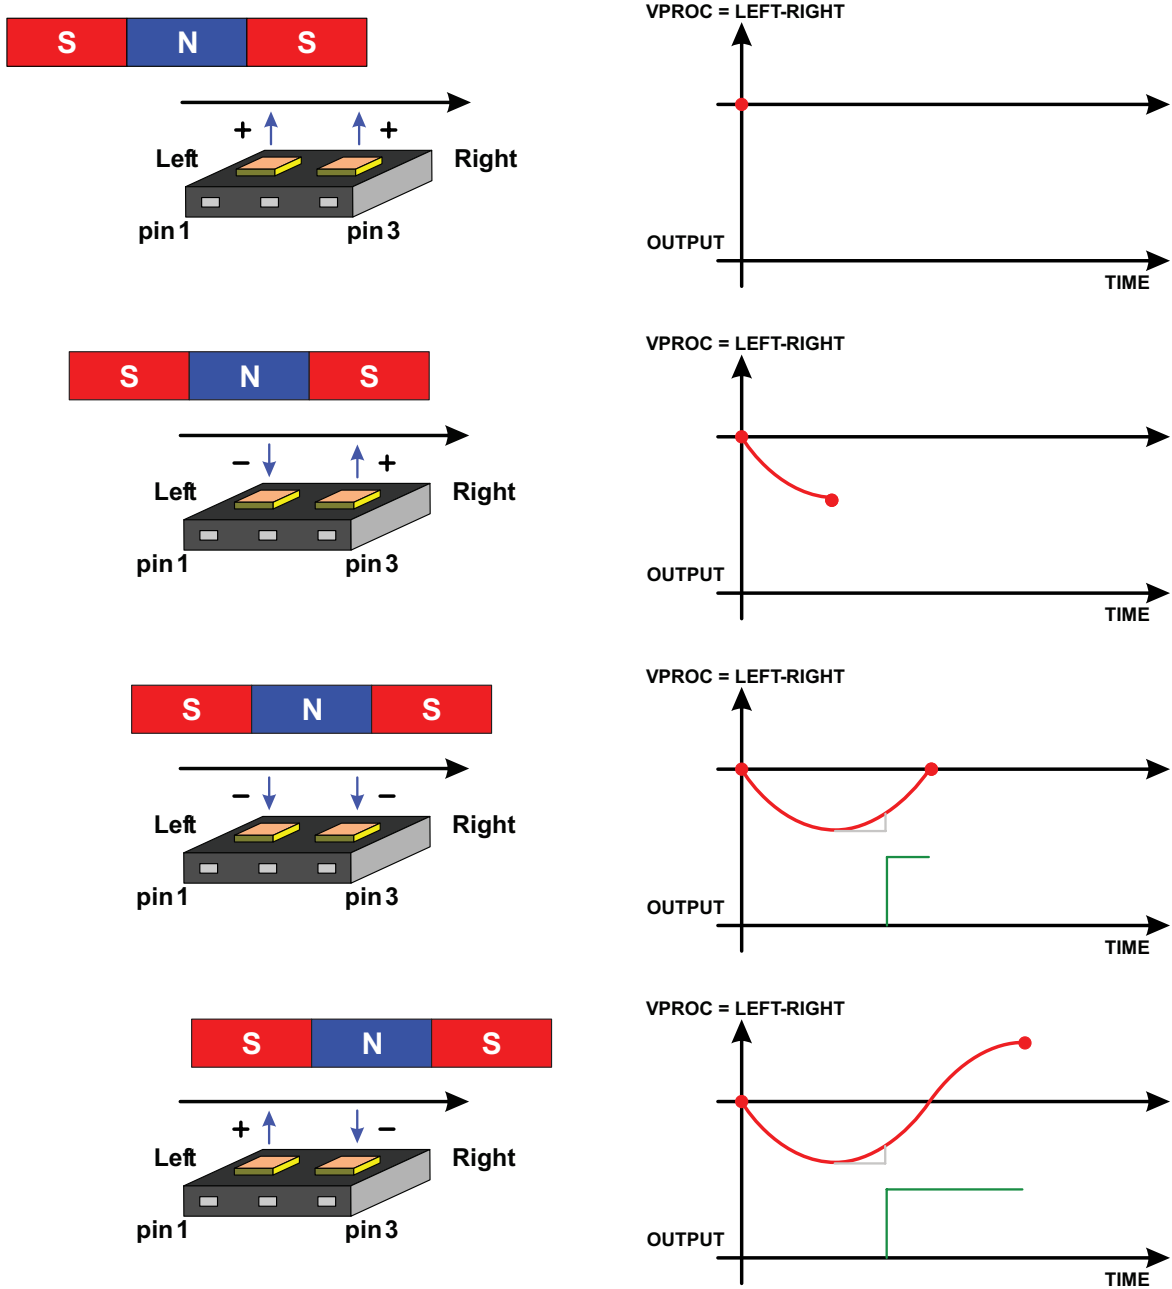 VPROC = LEFT-RIGHT
S N S
+ +
Left Right
pin 1 pin 3
OUTPUT
TIME
VPROC = LEFT-RIGHT
S N S
– +
Left Right
pin 1 pin 3
OUTPUT
TIME
VPROC = LEFT-RIGHT
S N S
– –
Left Right
pin 1 pin 3
OUTPUT
TIME
VPROC = LEFT-RIGHT
S N S
+ –
Left Right
pin 1 pin 3
OUTPUT
TIME